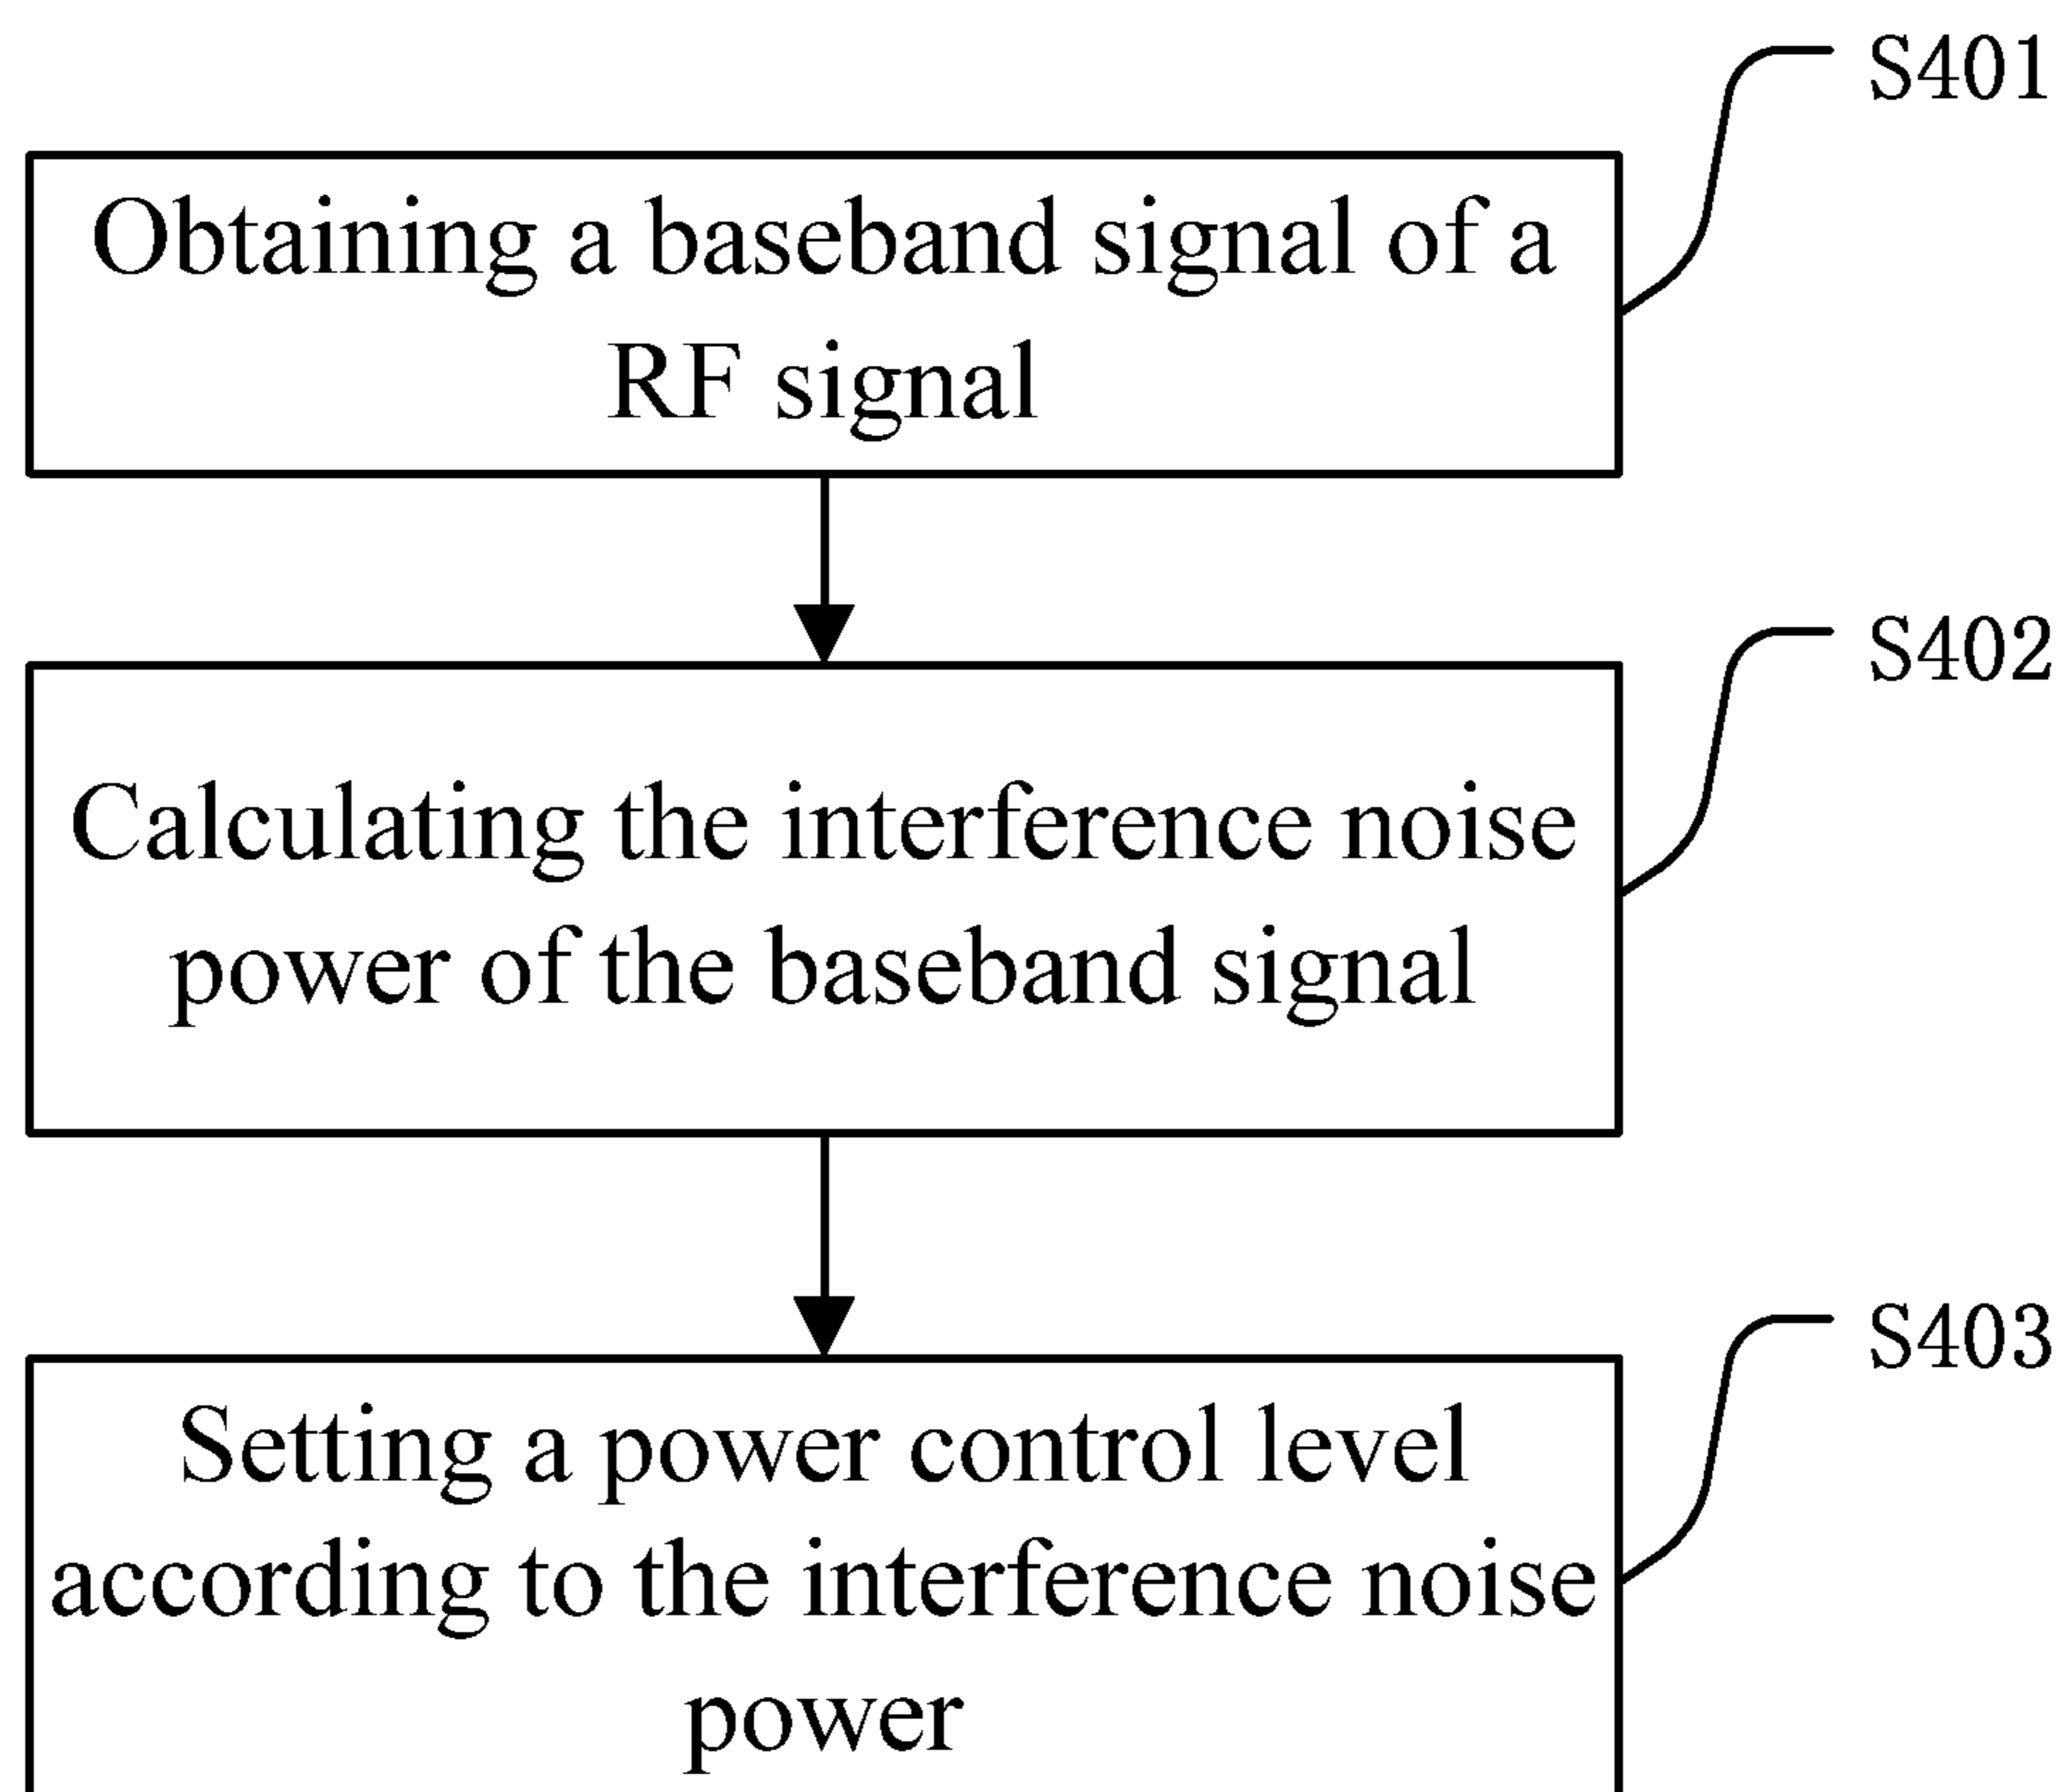 S401
Obtaining a baseband signal of a
RF signal
S402
Calculating the interference noise
power of the baseband signal
S403
Setting a power control level
according to the interference noise
power